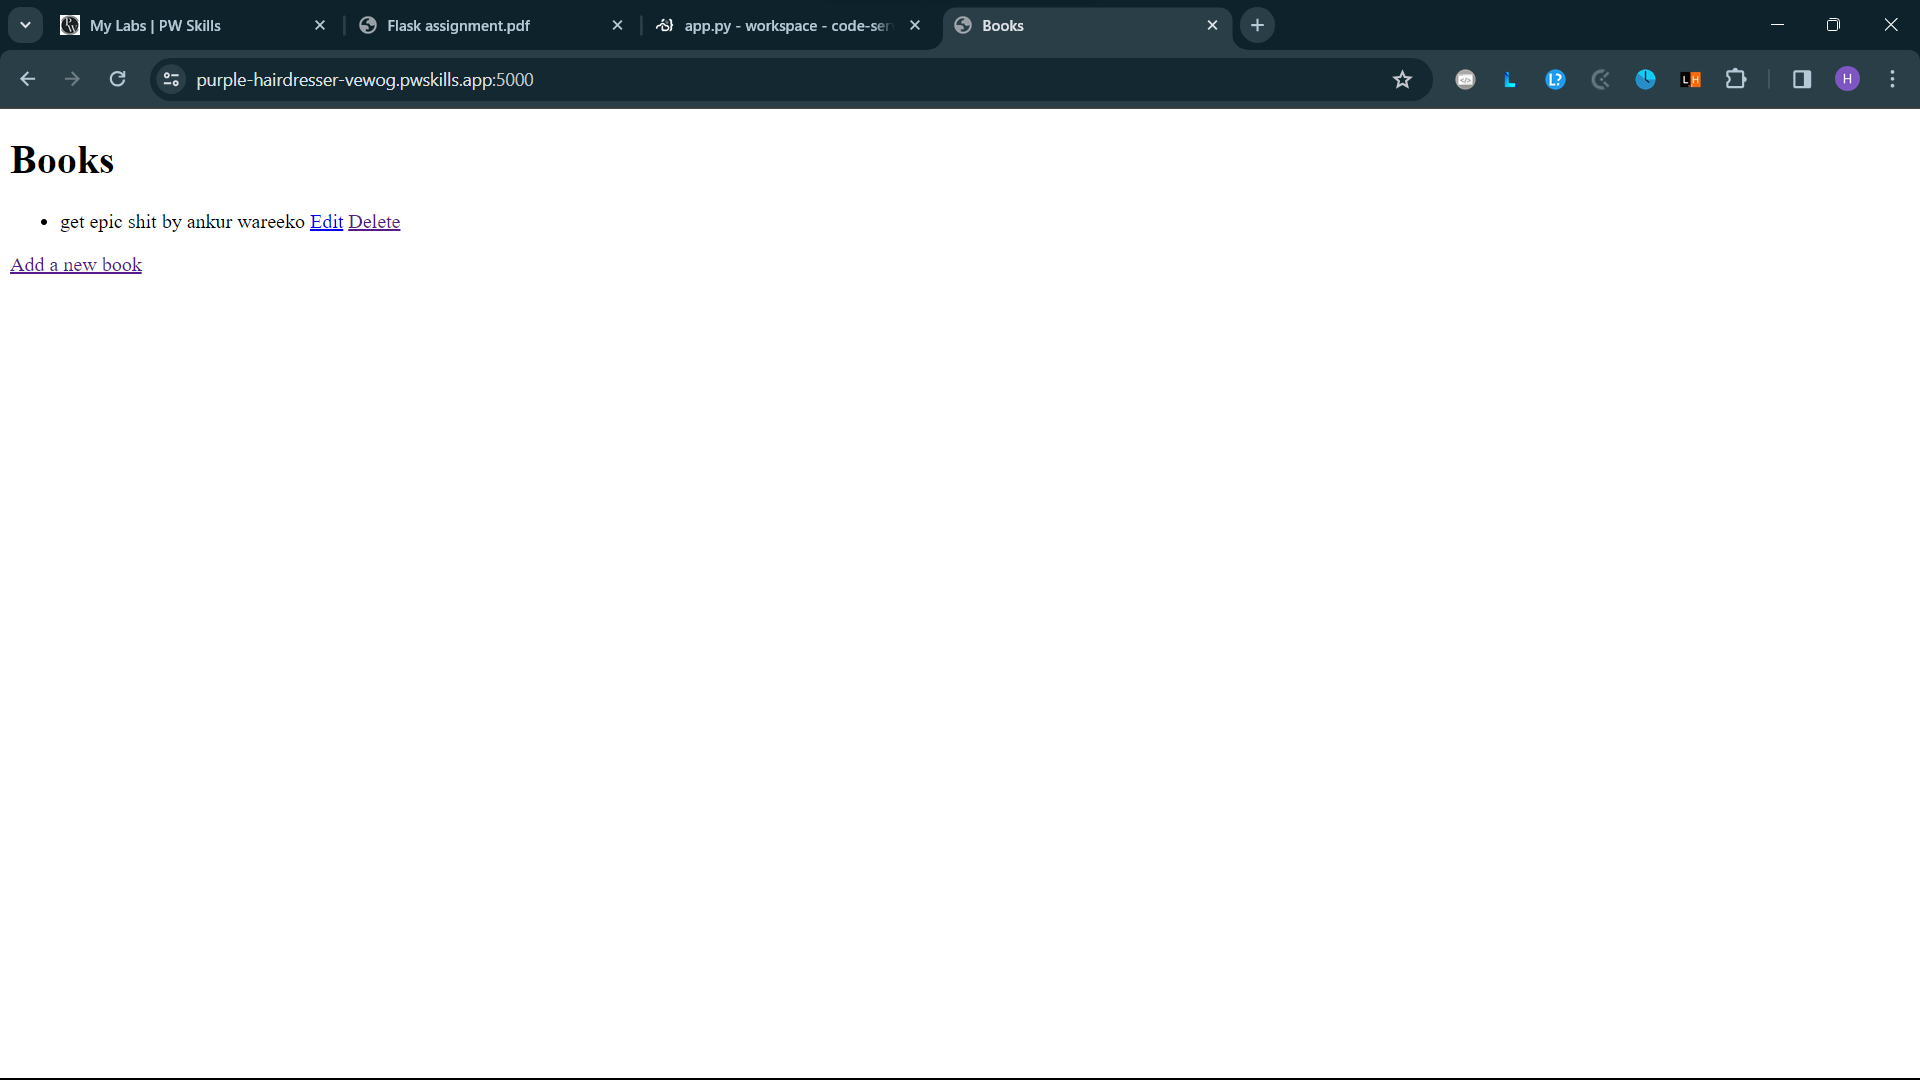 My Labs | PW Skills
Flask assignment.pdf
app.py - workspace - code-ser
Books
purple-hairdresser-vewog.pwskills.app:5000
H
Books
get epic shit by ankur wareeko Edit Delete
Add a new book